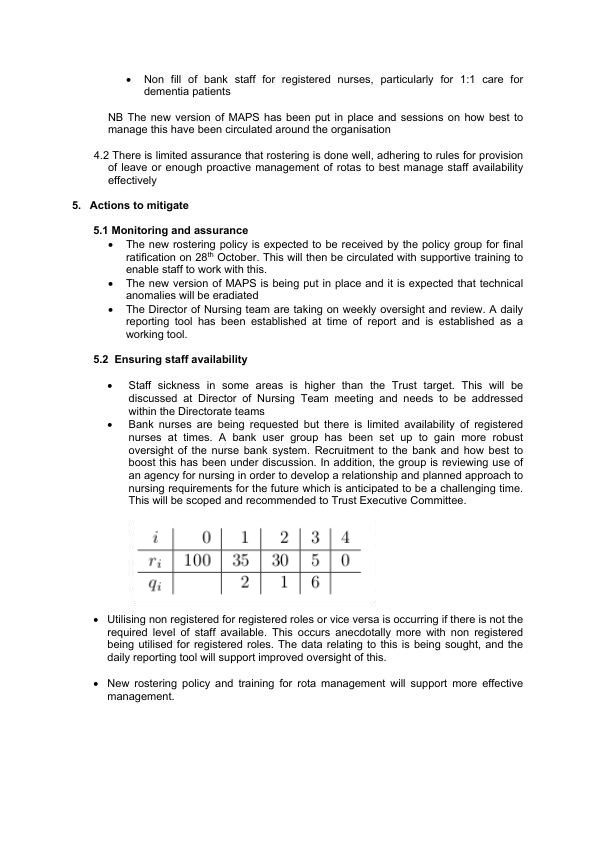 • Non fill of bank staff for registered nurses, particularly for 1:1 care for
dementia patients
NB The new version of MAPS has been put in place and sessions on how best to
manage this have been circulated around the organisation
4.2 There is limited assurance that rostering is done well, adhering to rules for provision
of leave or enough proactive management of rotas to best manage staff availability
effectively
5. Actions to mitigate
5.1 Monitoring and assurance
• The new rostering policy is expected to be received by the policy group for final
ratification on 28th October. This will then be circulated with supportive training to
enable staff to work with this.
• The new version of MAPS is being put in place and it is expected that technical
anomalies will be eradiated
• The Director of Nursing team are taking on weekly oversight and review. A daily
reporting tool has been established at time of report and is established as a
working tool.
5.2 Ensuring staff availability
• Staff sickness in some areas is higher than the Trust target. This will be
discussed at Director of Nursing Team meeting and needs to be addressed
within the Directorate teams
• Bank nurses are being requested but there is limited availability of registered
nurses at times. A bank user group has been set up to gain more robust
oversight of the nurse bank system. Recruitment to the bank and how best to
boost this has been under discussion. In addition, the group is reviewing use of
an agency for nursing in order to develop a relationship and planned approach to
nursing requirements for the future which is anticipated to be a challenging time.
This will be scoped and recommended to Trust Executive Committee.
i 0 1 2 3 4
ri 100 35 30 5 0
qi 2 1 6
• Utilising non registered for registered roles or vice versa is occurring if there is not the
required level of staff available. This occurs anecdotally more with non registered
being utilised for registered roles. The data relating to this is being sought, and the
daily reporting tool will support improved oversight of this.
• New rostering policy and training for rota management will support more effective
management.